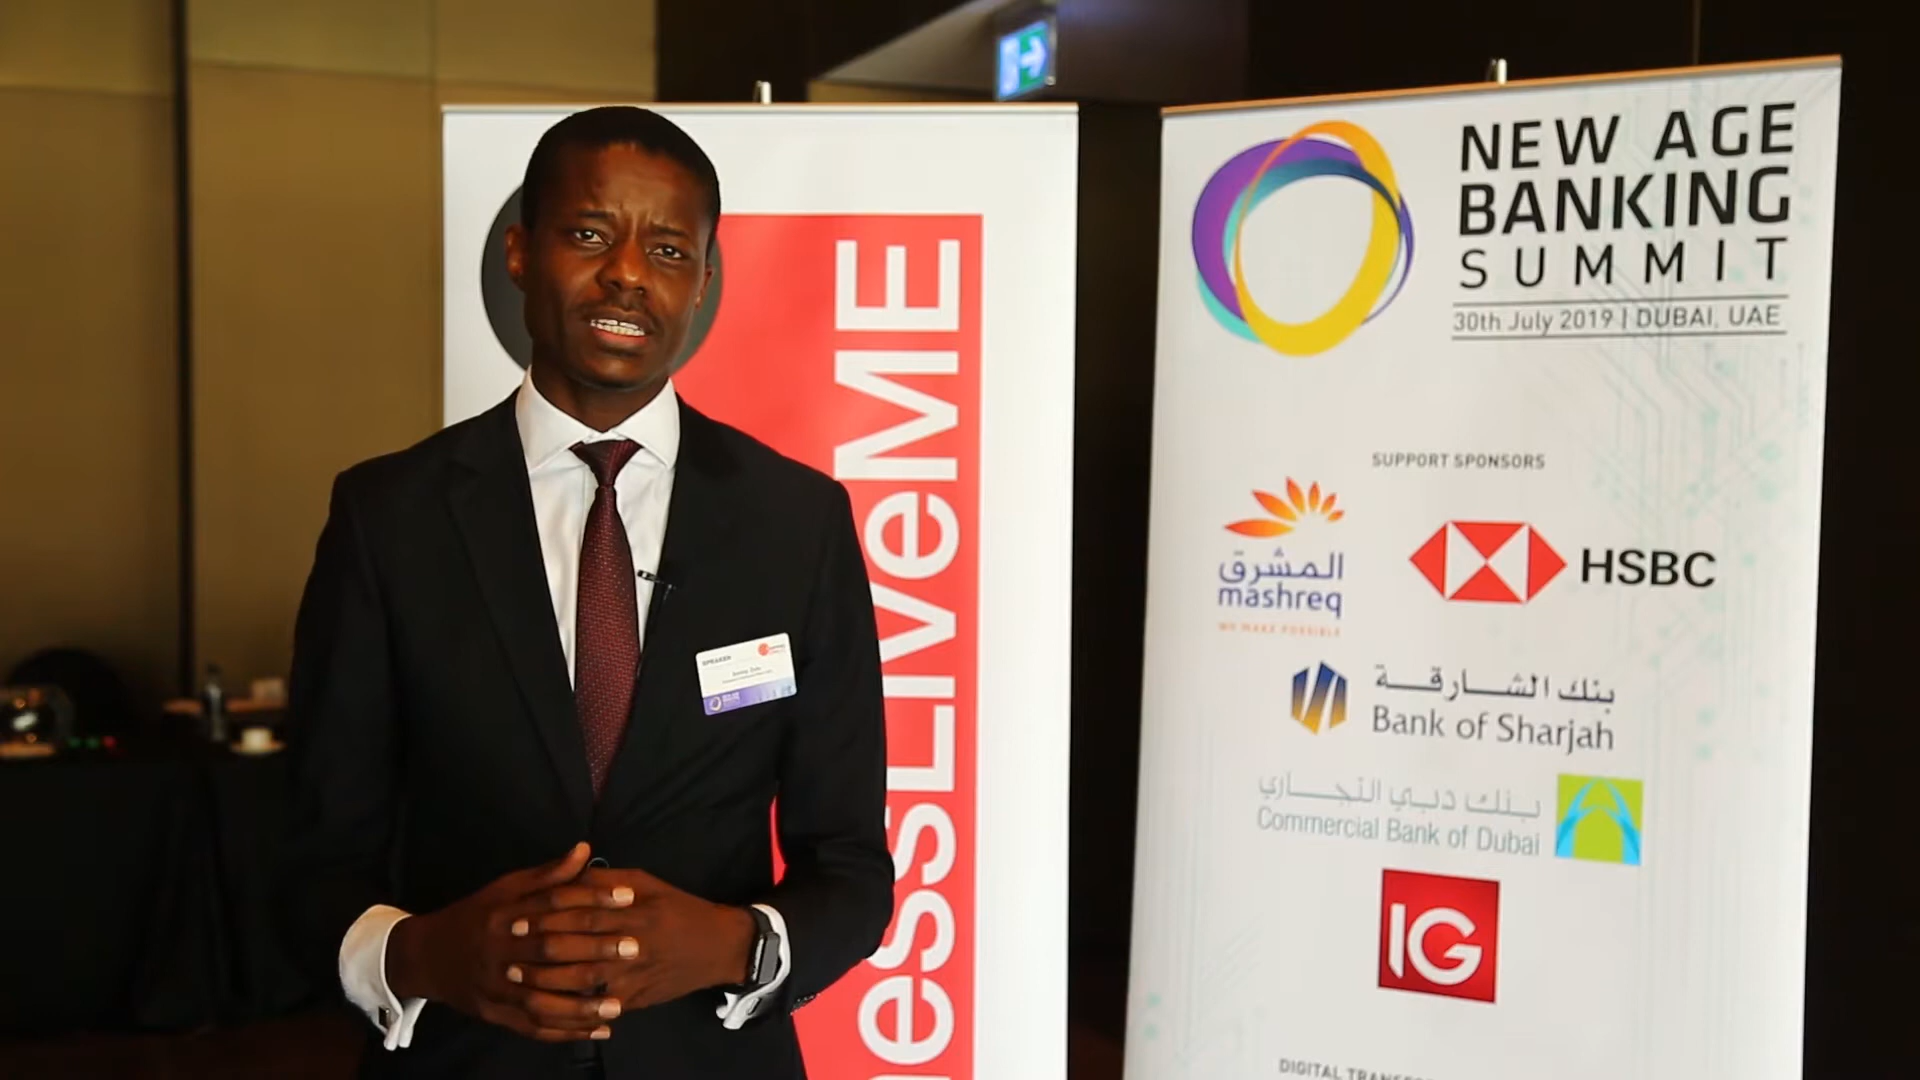 nessLIVeME
SPEAKER
NEW AGE
BANKING
SUMMIT
30th July 2019 | DUBAI, UAE
SUPPORT SPONSORS
المشرق
mashreq
WE MAKE POSSIBLE
HSBC
بنك الشارقة
Bank of Sharjah
بنك دبي التجاري
Commercial Bank of Dubai
IG